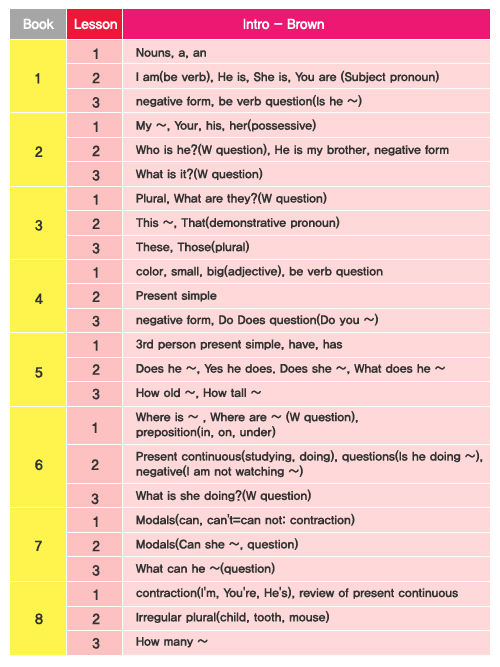 Book Lesson Intro – Brown
1
1 Nouns, a, an
2 I am(be verb), He is, She is, You are (Subject pronoun)
3 negative form, be verb question(Is he ～)
2
1 My ～, Your, his, her(possessive)
2 Who is he?(W question), He is my brother, negative form
3 What is it?(W question)
3
1 Plural, What are they?(W question)
2 This ～, That(demonstrative pronoun)
3 These, Those(plural)
4
1 color, small, big(adjective), be verb question
2 Present simple
3 negative form, Do Does question(Do you ～)
5
1 3rd person present simple, have, has
2 Does he ～, Yes he does, Does she ～, What does he ～
3 How old ～, How tall ～
6
1 Where is ～ , Where are ～ (W question),
preposition(in, on, under)
2 Present continuous(studying, doing), questions(Is he doing ～),
negative(I am not watching ～)
3 What is she doing?(W question)
7
1 Modals(can, can't=can not: contraction)
2 Modals(Can she ～, question)
3 What can he ～(question)
8
1 contraction(I'm, You're, He's), review of present continuous
2 Irregular plural(child, tooth, mouse)
3 How many ～